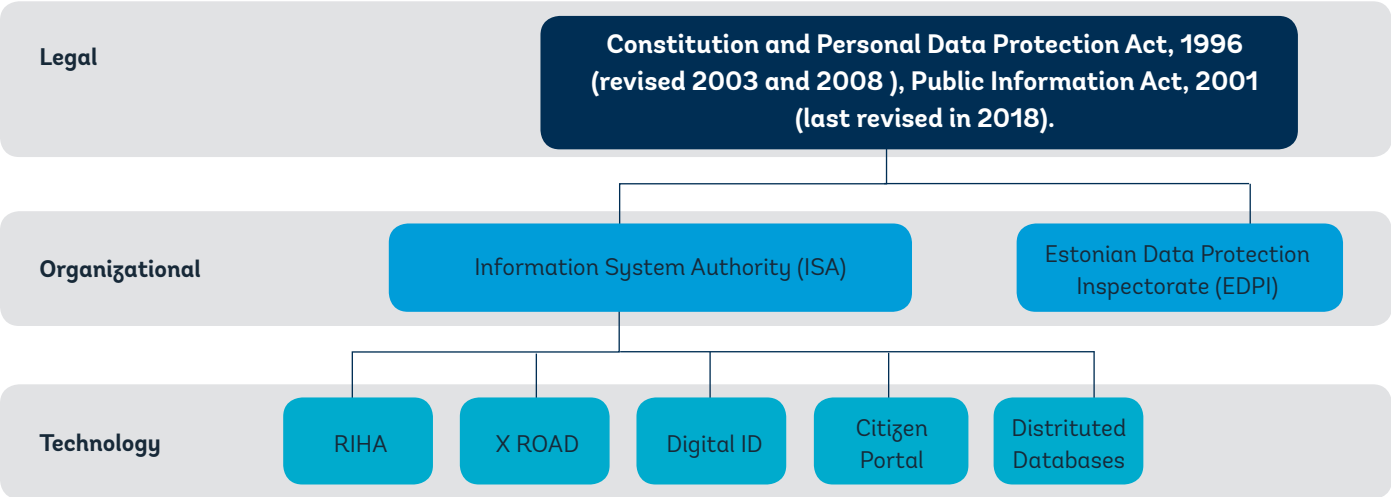 Legal
Constitution and Personal Data Protection Act, 1996
(revised 2003 and 2008 ), Public Information Act, 2001
(last revised in 2018).
Organizational
Information System Authority (ISA)
Estonian Data Protection
Inspectorate (EDPI)
Technology
RIHA
X ROAD
Digital ID
Citizen
Portal
Distrituted
Databases